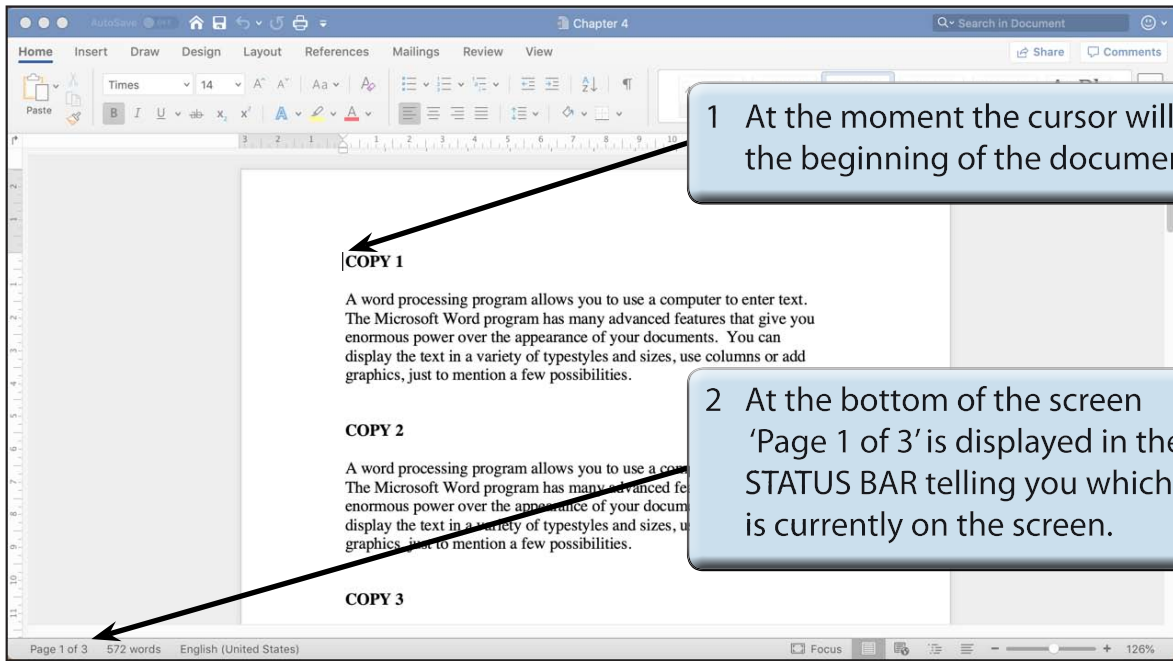 AutoSave OFF
Chapter 4
Search in Document
Home Insert Draw Design Layout References Mailings Review View
Share Comments
Paste
Times 14
1 At the moment the cursor will
the beginning of the
COPY 1
A word processing program allows you to use a computer to enter text.
The Microsoft Word program has many advanced features that give you
enormous power over the appearance of your documents. You can
display the text in a variety of typestyles and sizes, use columns or add
graphics, just to mention a few possibilities.
2 At the bottom of the screen
‘Page 1 of 3’ is displayed in the
STATUS BAR telling you which
is currently on the screen.
COPY 2
A word processing program allows you to use a
The Microsoft Word program has many advanced
enormous power over the appearance of your
display the text in a variety of typestyles and sizes,
graphics, just to mention a few possibilities.
COPY 3
Page 1 of 3 572 words English (United States)
Focus
126%